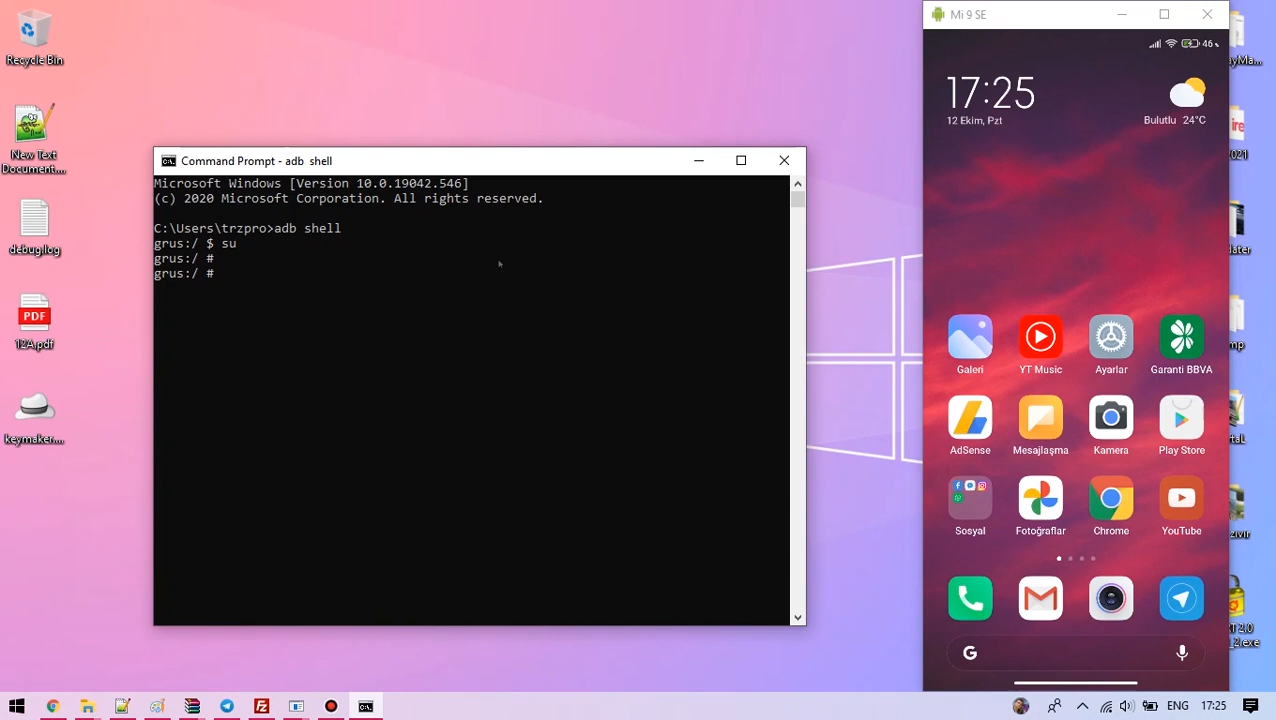 Recycle Bin
New Text
Document....
debug.log
PDF
12A.pdf
keymaker....
Command Prompt - adb  shell
Microsoft Windows [Version 10.0.19042.546]
(c) 2020 Microsoft Corporation. All rights reserved.
C:\Users\trzpro>adb shell
grus:/ $ su
grus:/ #
grus:/ #
Mi 9 SE
46
17:25
12 Ekim, Pzt
Bulutlu 24°C
Galeri
YT Music
Ayarlar
Garanti BBVA
AdSense
Mesajlaşma
Kamera
Play Store
Sosyal
Fotoğraflar
Chrome
YouTube
ENG
17:25